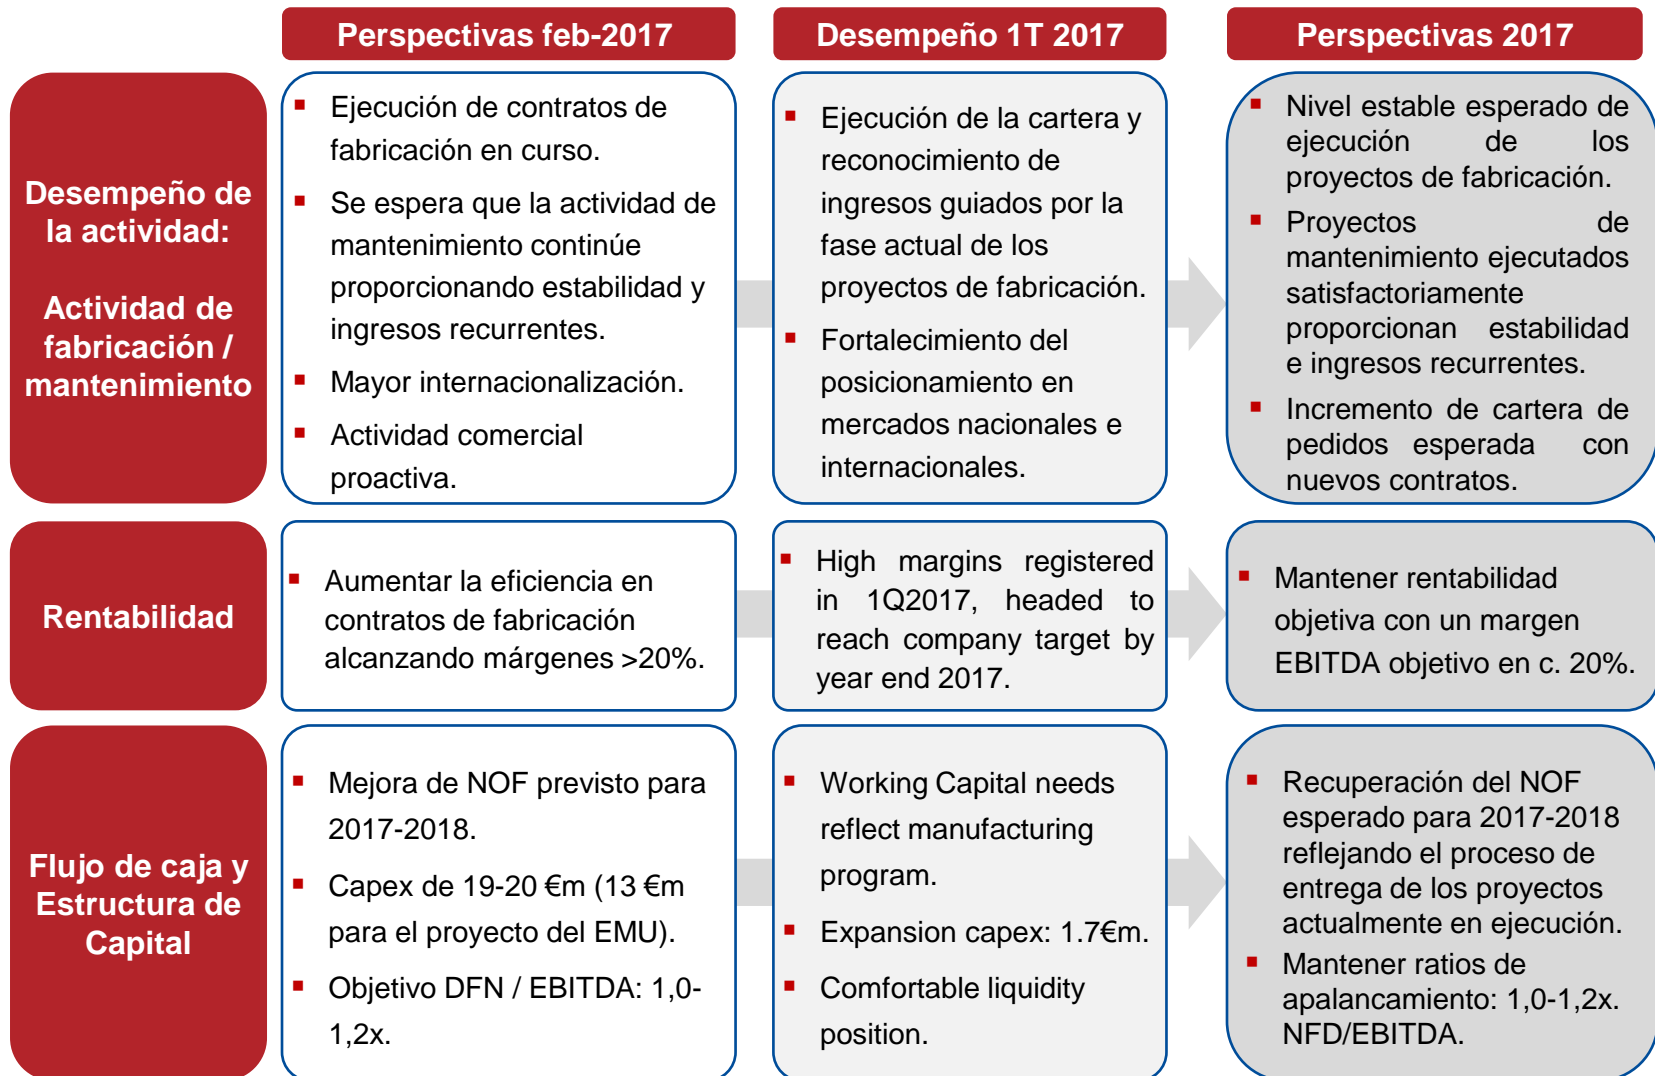 Perspectivas feb-2017
Desempeño 1T 2017
Perspectivas 2017
Desempeño de
la actividad:
Actividad de
fabricación /
mantenimiento
▪ Ejecución de contratos de
fabricación en curso.
▪ Se espera que la actividad de
mantenimiento continúe
proporcionando estabilidad y
ingresos recurrentes.
▪ Mayor internacionalización.
▪ Actividad comercial
proactiva.
▪ Ejecución de la cartera y
reconocimiento de
ingresos guiados por la
fase actual de los
proyectos de fabricación.
▪ Fortalecimiento del
posicionamiento en
mercados nacionales e
internacionales.
▪ Nivel estable esperado de
ejecución de los
proyectos de fabricación.
▪ Proyectos de
mantenimiento ejecutados
satisfactoriamente
proporcionan estabilidad
e ingresos recurrentes.
▪ Incremento de cartera de
pedidos esperada con
nuevos contratos.
Rentabilidad
▪ Aumentar la eficiencia en
contratos de fabricación
alcanzando márgenes >20%.
▪ High margins registered
in 1Q2017, headed to
reach company target by
year end 2017.
▪ Mantener rentabilidad
objetiva con un margen
EBITDA objetivo en c. 20%.
Flujo de caja y
Estructura de
Capital
▪ Mejora de NOF previsto para
2017-2018.
▪ Capex de 19-20 €m (13 €m
para el proyecto del EMU).
▪ Objetivo DFN / EBITDA: 1,0-
1,2x.
▪ Working Capital needs
reflect manufacturing
program.
▪ Expansion capex: 1.7€m.
▪ Comfortable liquidity
position.
▪ Recuperación del NOF
esperado para 2017-2018
reflejando el proceso de
entrega de los proyectos
actualmente en ejecución.
▪ Mantener ratios de
apalancamiento: 1,0-1,2x.
NFD/EBITDA.